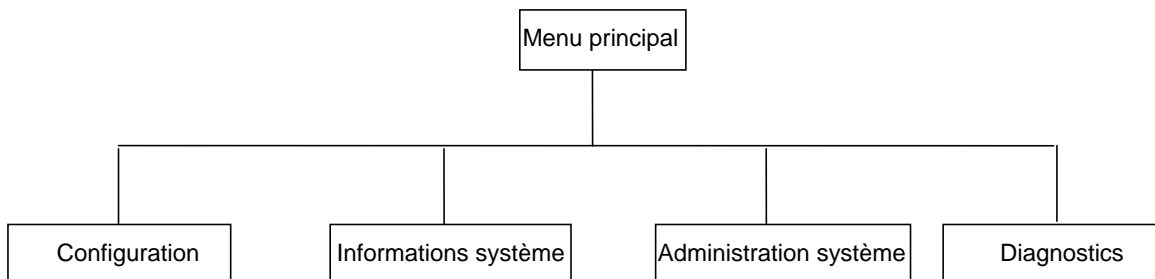 Menu principal
Configuration
Informations système
Administration système
Diagnostics